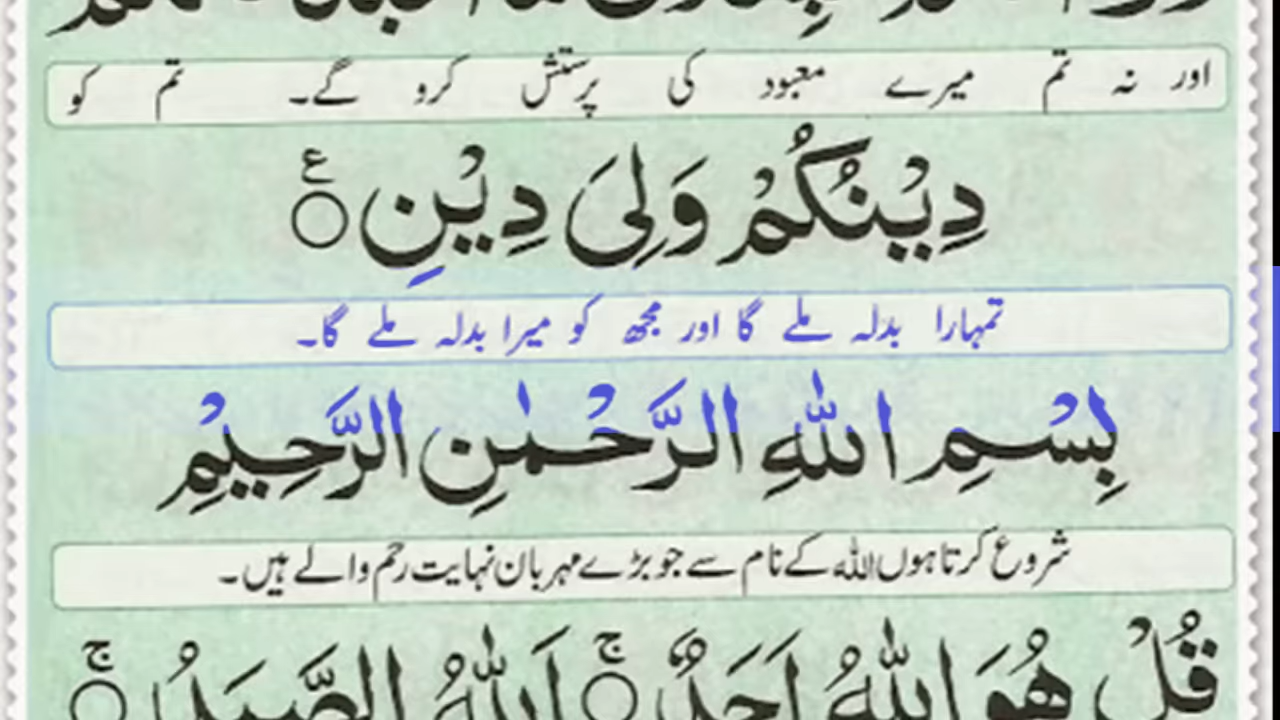 اور نہ تم میرے معبود کی پرستش کرو گے۔ تم کو
دِيۡنُكُمۡ وَلِىَ دِيۡنِ
تمہارا بدلہ ملے گا اور مجھ کو میرا بدلہ ملے گا۔
بِسۡمِ اللّٰهِ الرَّحۡمٰنِ الرَّحِيۡمِ
شروع کرتا ہوں اللہ کے نام سے جو بڑے مہربان نہایت رحم والے ہیں۔
قُلۡ هُوَ اللّٰهُ اَحَدٌ ۚ اَللّٰهُ الصَّمَدُ ۚ